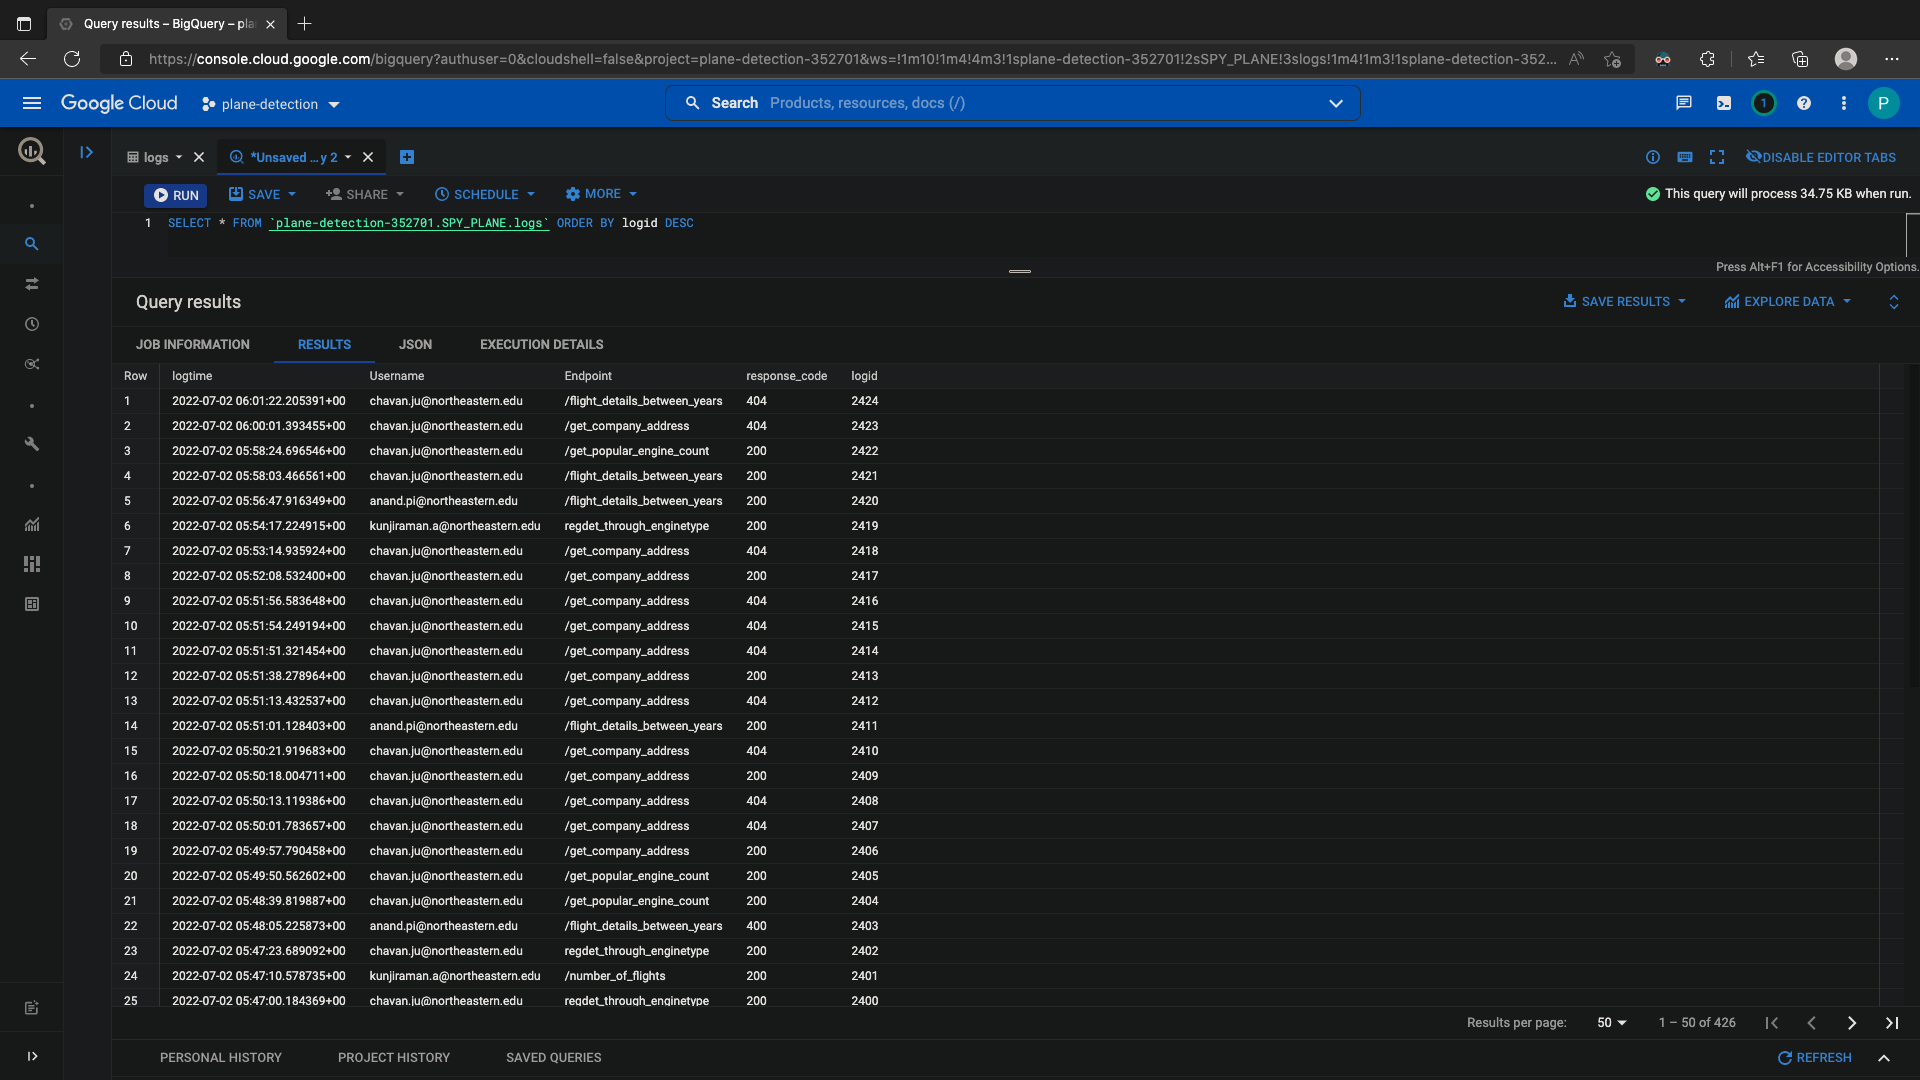 Query results – BigQuery – pla
https://console.cloud.google.com/bigquery?authuser=0&cloudshell=false&project=plane-detection-352701&ws=!1m10!1m4!4m3!1splane-detection-352701!2sSPY_PLANE!3slogs!1m4!1m3!1splane-detection-352...
Google Cloud plane-detection Search Products, resources, docs (/) 1 ? P
logs *Unsaved ...y 2 DISABLE EDITOR TABS
RUN SAVE SHARE SCHEDULE MORE This query will process 34.75 KB when run.
1 SELECT * FROM `plane-detection-352701.SPY_PLANE.logs` ORDER BY logid DESC
Press Alt+F1 for Accessibility Options.
Query results SAVE RESULTS EXPLORE DATA
JOB INFORMATION RESULTS JSON EXECUTION DETAILS
Row logtime Username Endpoint response_code logid
1 2022-07-02 06:01:22.205391+00 chavan.ju@northeastern.edu /flight_details_between_years 404 2424
2 2022-07-02 06:00:01.393455+00 chavan.ju@northeastern.edu /get_company_address 404 2423
3 2022-07-02 05:58:24.696546+00 chavan.ju@northeastern.edu /get_popular_engine_count 200 2422
4 2022-07-02 05:58:03.466561+00 chavan.ju@northeastern.edu /flight_details_between_years 200 2421
5 2022-07-02 05:56:47.916349+00 anand.pi@northeastern.edu /flight_details_between_years 200 2420
6 2022-07-02 05:54:17.224915+00 kunjiraman.a@northeastern.edu regdet_through_enginetype 200 2419
7 2022-07-02 05:53:14.935924+00 chavan.ju@northeastern.edu /get_company_address 404 2418
8 2022-07-02 05:52:08.532400+00 chavan.ju@northeastern.edu /get_company_address 200 2417
9 2022-07-02 05:51:56.583648+00 chavan.ju@northeastern.edu /get_company_address 404 2416
10 2022-07-02 05:51:54.249194+00 chavan.ju@northeastern.edu /get_company_address 404 2415
11 2022-07-02 05:51:51.321454+00 chavan.ju@northeastern.edu /get_company_address 404 2414
12 2022-07-02 05:51:38.278964+00 chavan.ju@northeastern.edu /get_company_address 200 2413
13 2022-07-02 05:51:13.432537+00 chavan.ju@northeastern.edu /get_company_address 404 2412
14 2022-07-02 05:51:01.128403+00 anand.pi@northeastern.edu /flight_details_between_years 200 2411
15 2022-07-02 05:50:21.919683+00 chavan.ju@northeastern.edu /get_company_address 404 2410
16 2022-07-02 05:50:18.004711+00 chavan.ju@northeastern.edu /get_company_address 200 2409
17 2022-07-02 05:50:13.119386+00 chavan.ju@northeastern.edu /get_company_address 404 2408
18 2022-07-02 05:50:01.783657+00 chavan.ju@northeastern.edu /get_company_address 404 2407
19 2022-07-02 05:49:57.790458+00 chavan.ju@northeastern.edu /get_company_address 200 2406
20 2022-07-02 05:49:50.562602+00 chavan.ju@northeastern.edu /get_popular_engine_count 200 2405
21 2022-07-02 05:48:39.819887+00 chavan.ju@northeastern.edu /get_popular_engine_count 200 2404
22 2022-07-02 05:48:05.225873+00 anand.pi@northeastern.edu /flight_details_between_years 400 2403
23 2022-07-02 05:47:23.689092+00 chavan.ju@northeastern.edu regdet_through_enginetype 200 2402
24 2022-07-02 05:47:10.578735+00 kunjiraman.a@northeastern.edu /number_of_flights 200 2401
25 2022-07-02 05:47:00.184369+00 chavan.ju@northeastern.edu regdet_through_enginetype 200 2400
Results per page: 50 1 – 50 of 426
PERSONAL HISTORY PROJECT HISTORY SAVED QUERIES REFRESH